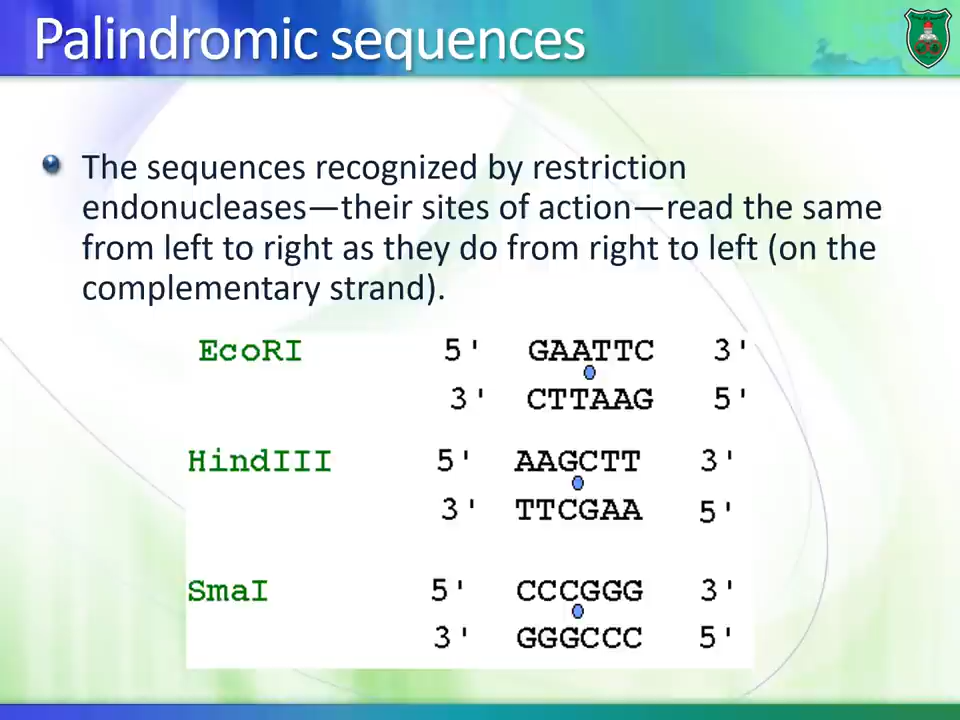 Palindromic sequences
The sequences recognized by restriction
endonucleases—their sites of action—read the same
from left to right as they do from right to left (on the
complementary strand).
EcoRI 5' GAATTC 3'
3' CTTAAG 5'
HindIII 5' AAGCTT 3'
3' TTCGAA 5'
SmaI 5' CCCGGG 3'
3' GGGCCC 5'